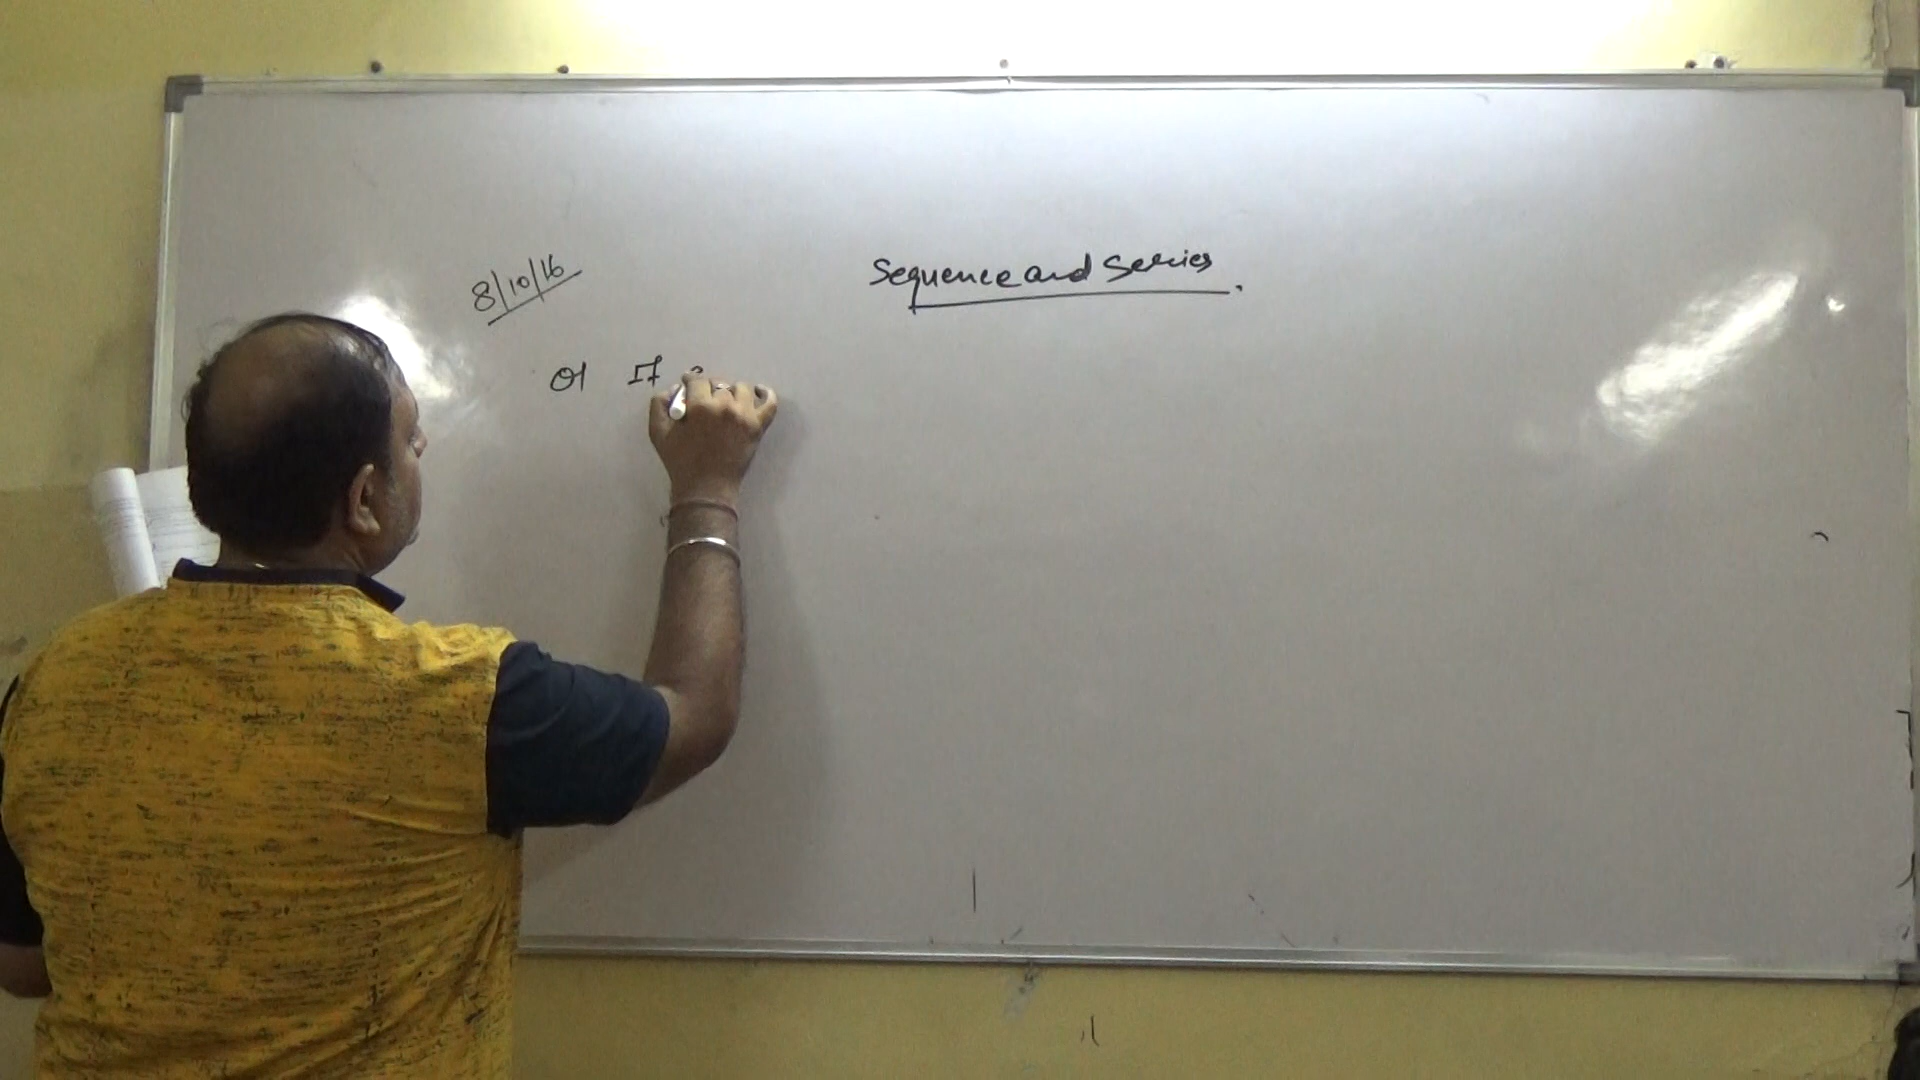 8/10/16
Sequence and Series.
Q1 If